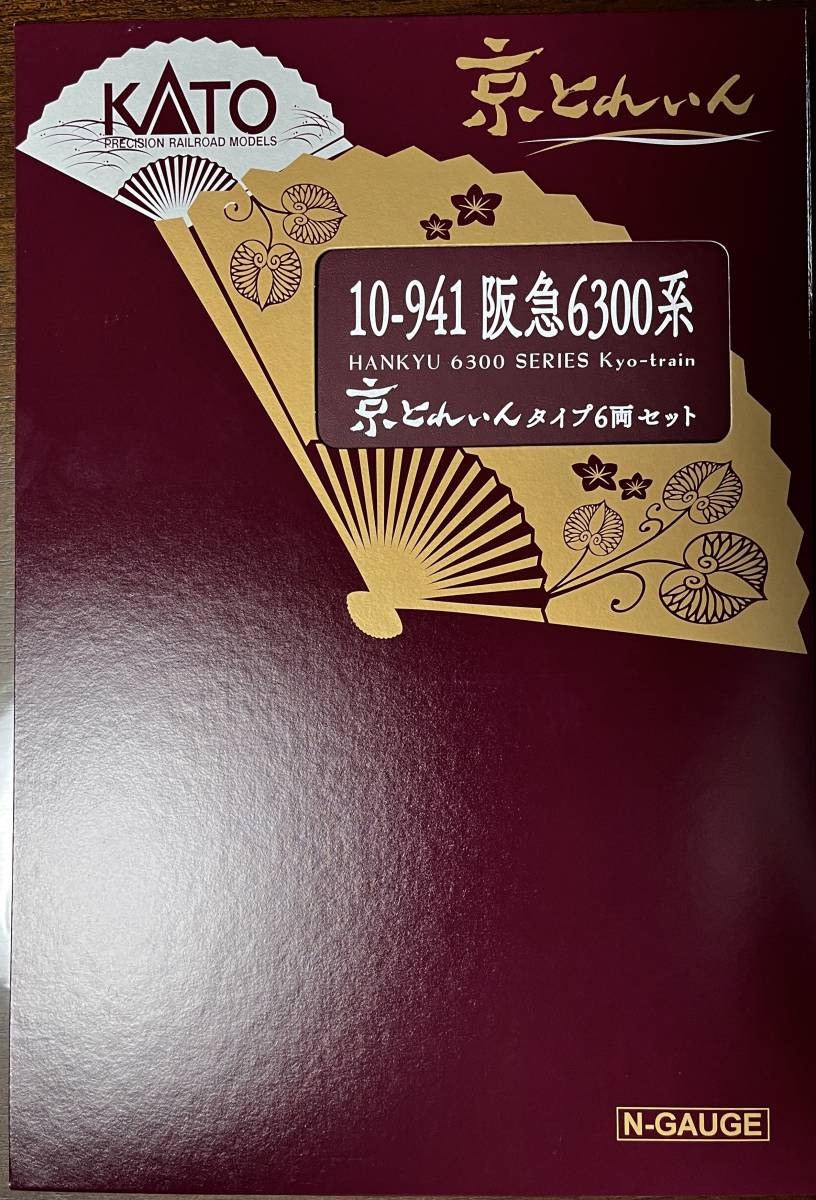 KATO
PRECISION RAILROAD MODELS
京とれいん
10-941 阪急6300系
HANKYU 6300 SERIES Kyo-train
京とれいんタイプ6両セット
N-GAUGE